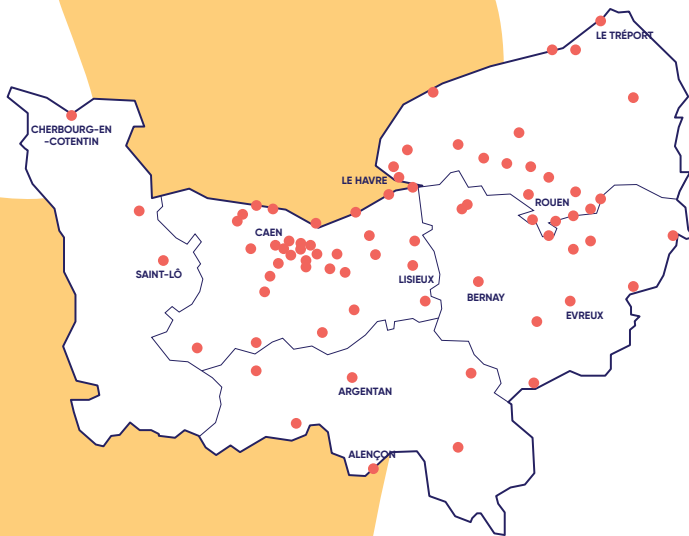 LE TRÉPORT
CHERBOURG-EN
-COTENTIN
LE HAVRE
ROUEN
CAEN
SAINT-LÔ
LISIEUX
BERNAY
EVREUX
ARGENTAN
ALENÇON